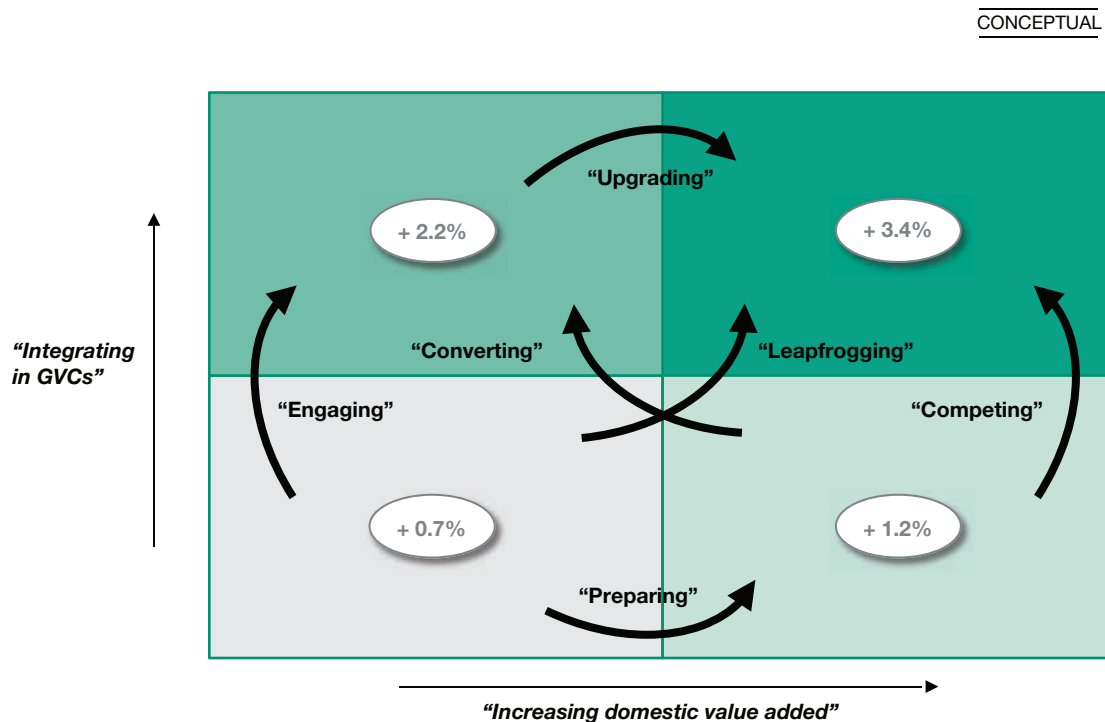 CONCEPTUAL
“Upgrading”
+ 2.2%
+ 3.4%
“Integrating
in GVCs”
“Converting”
“Leapfrogging”
“Engaging”
“Competing”
+ 0.7%
+ 1.2%
“Preparing”
“Increasing domestic value added”